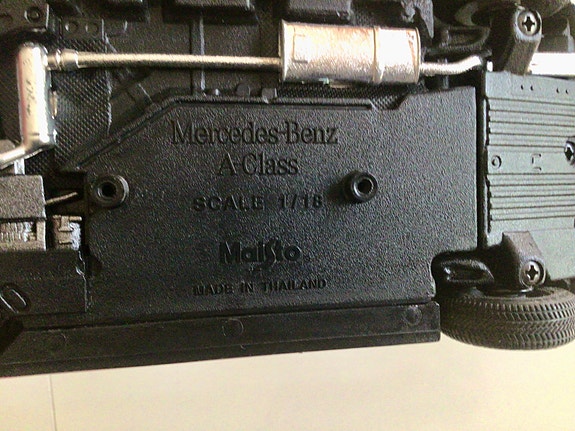 Mercedes-Benz
A-Class
SCALE 1/18
Maisto
MADE IN THAILAND